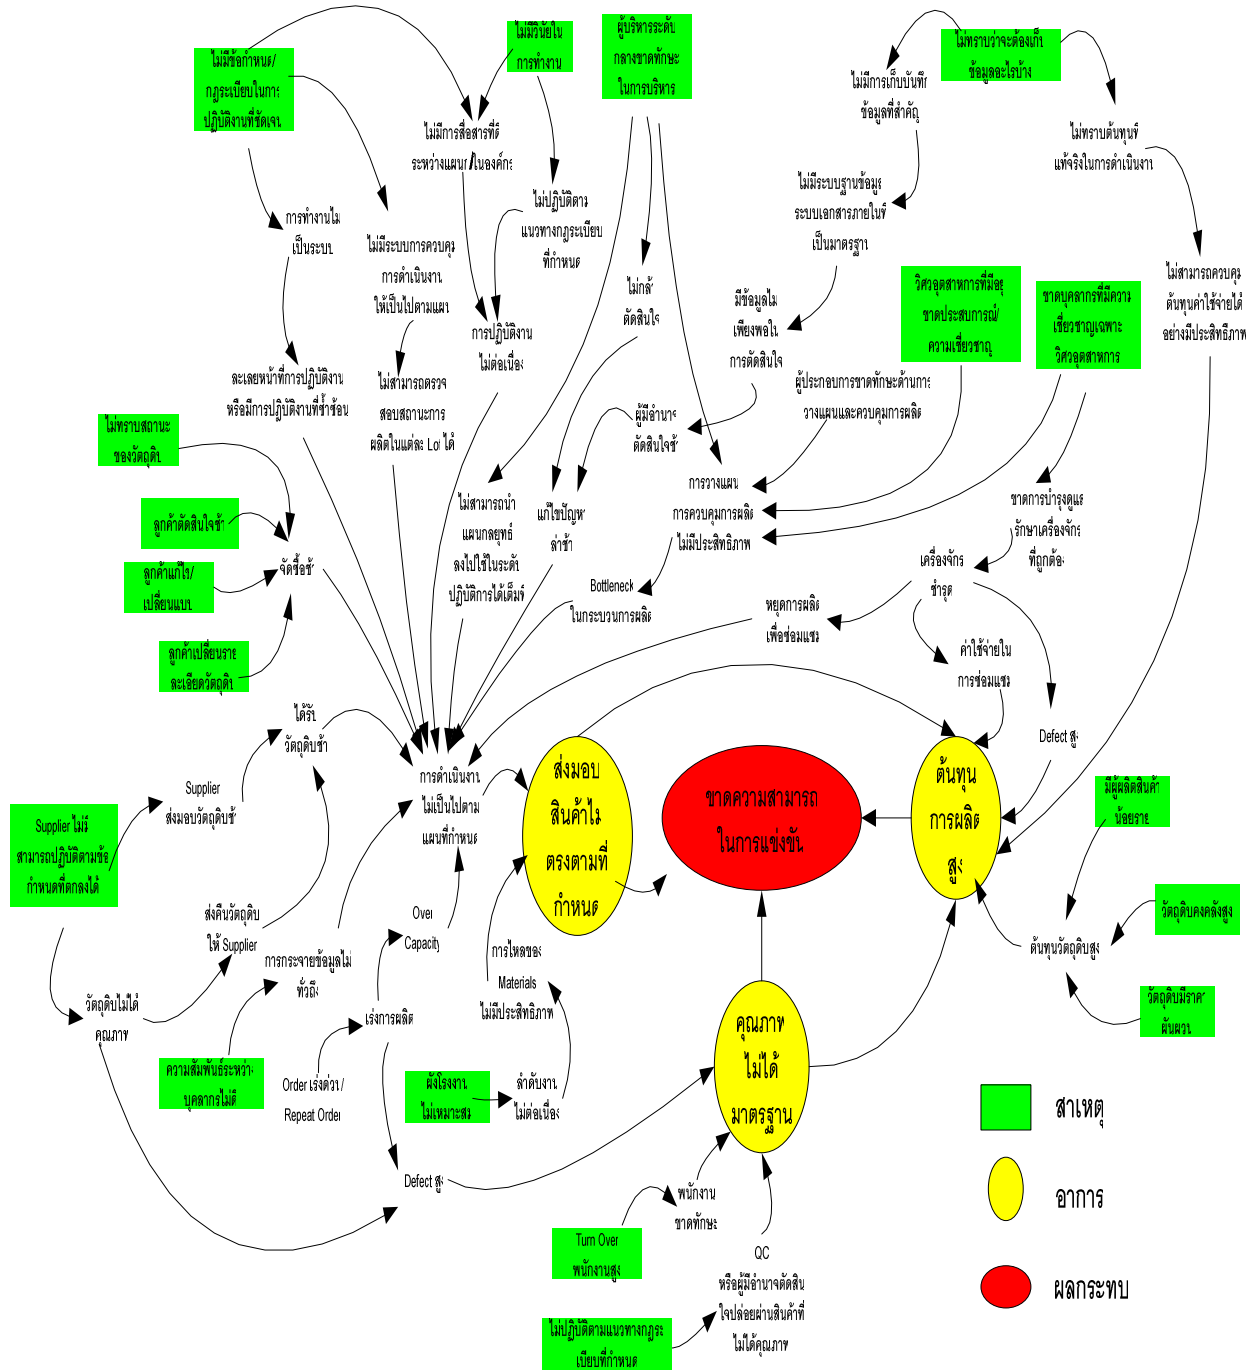 ไม่มีข้อกำหนด/
กฎระเบียบในการ
ปฏิบัติงานที่ชัดเจน
ไม่มีวินัยใน
การทำงาน
ผู้บริหารระดับ
กลางขาดทักษะ
ในการบริหาร
ไม่ทราบว่าจะต้องเก็บ
ข้อมูลอะไรบ้าง
ไม่มีการเก็บบันทึก
ข้อมูลที่สำคัญ
ไม่มีการสื่อสารที่ดี
ระหว่างแผนก/ในองค์กร
ไม่ทราบต้นทุนที่
แท้จริงในการดำเนินงาน
ไม่มีระบบฐานข้อมูล
ระบบเอกสารภายในที่
เป็นมาตรฐาน
การทำงานไม่
เป็นระบบ
ไม่มีระบบการควบคุม
การดำเนินงาน
ให้เป็นไปตามแผน
ไม่ปฏิบัติตาม
แนวทางกฎระเบียบ
ที่กำหนด
ไม่กล้า
ตัดสินใจ
มีข้อมูลไม่
เพียงพอใน
การตัดสินใจ
วิศวอุตสาหการที่มีอยู่
ขาดประสบการณ์/
ความเชี่ยวชาญ
ขาดบุคลากรที่มีความ
เชี่ยวชาญเฉพาะ
วิศวอุตสาหการ
ไม่สามารถควบคุม
ต้นทุนค่าใช้จ่ายได้
อย่างมีประสิทธิภาพ
การปฏิบัติงาน
ไม่ต่อเนื่อง
ละเลยหน้าที่การปฏิบัติงาน
หรือมีการปฏิบัติงานที่ซ้ำซ้อน
ไม่สามารถตรวจ
สอบสถานะการ
ผลิตในแต่ละ Lot ได้
ผู้ประกอบการขาดทักษะด้านการ
วางแผนและควบคุมการผลิต
ผู้มีอำนาจ
ตัดสินใจช้า
ไม่ทราบสถานะ
ของวัตถุดิบ
ลูกค้าตัดสินใจช้า
ลูกค้าแก้ไข/
เปลี่ยนแบบ
ลูกค้าเปลี่ยนราย
ละเอียดวัตถุดิบ
จัดซื้อช้า
ไม่สามารถนำ
แผนกลยุทธ์
ลงไปใช้ในระดับ
ปฏิบัติการได้เต็มที่
แก้ไขปัญหา
ล่าช้า
การวางแผน
การควบคุมการผลิต
ไม่มีประสิทธิภาพ
ขาดการบำรุงดูแล
รักษาเครื่องจักร
ที่ถูกต้อง
เครื่องจักร
ชำรุด
Bottleneck
ในกระบวนการผลิต
หยุดการผลิต
เพื่อซ่อมแซม
ค่าใช้จ่ายใน
การซ่อมแซม
Defect สูง
ได้รับ
วัตถุดิบช้า
Supplier
ส่งมอบวัตถุดิบช้า
Supplier ไม่มี
สามารถปฏิบัติตามข้อ
กำหนดที่ตกลงได้
การดำเนินงาน
ไม่เป็นไปตาม
แผนที่กำหนด
ส่งมอบ
สินค้าไม่
ตรงตามที่
กำหนด
ขาดความสามารถ
ในการแข่งขัน
ต้นทุน
การผลิต
สูง
มีผู้ผลิตสินค้า
น้อยราย
วัตถุดิบคงคลังสูง
ต้นทุนวัตถุดิบสูง
วัตถุดิบมีราคา
ผันผวน
ส่งคืนวัตถุดิบ
ให้ Supplier
Over
Capacity
การกระจายข้อมูลไม่
ทั่วถึง
การไหลของ
Materials
ไม่มีประสิทธิภาพ
วัตถุดิบไม่ได้
คุณภาพ
เร่งการผลิต
คุณภาพ
ไม่ได้
มาตรฐาน
ความสัมพันธ์ระหว่าง
บุคลากรไม่ดี
Order เร่งด่วน /
Repeat Order
ผังโรงงาน
ไม่เหมาะสม
ลำดับงาน
ไม่ต่อเนื่อง
Defect สูง
พนักงาน
ขาดทักษะ
Turn Over
พนักงานสูง
QC
หรือผู้มีอำนาจตัดสิน
ใจปล่อยผ่านสินค้าที่
ไม่ได้คุณภาพ
ไม่ปฏิบัติตามแนวทางกฎระ
เบียบที่กำหนด
สาเหตุ
อาการ
ผลกระทบ